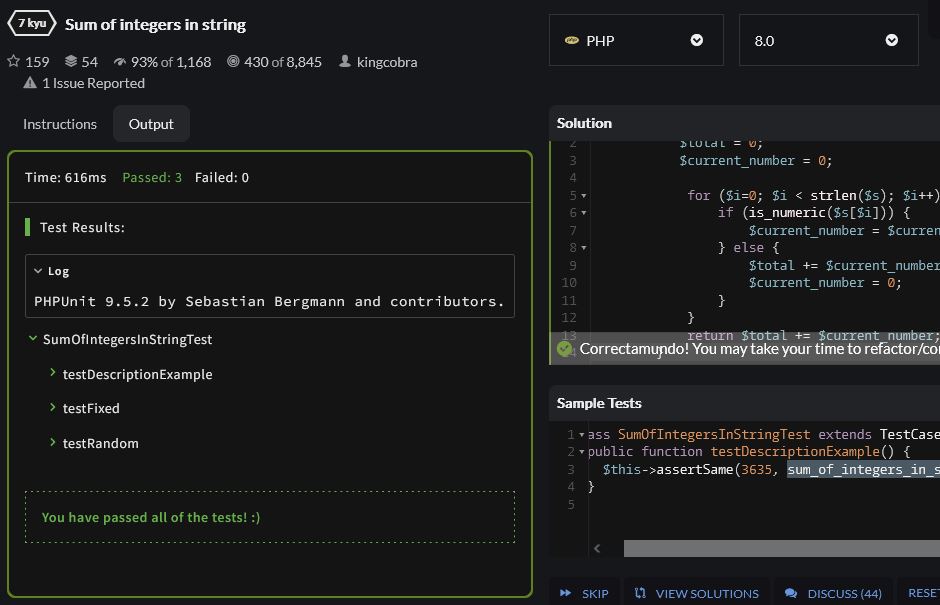 7 kyu Sum of integers in string
159 54 93% of 1,168 430 of 8,845 kingcobra
1 Issue Reported
Instructions Output
Time: 616ms Passed: 3 Failed: 0
Test Results:
Log
PHPUnit 9.5.2 by Sebastian Bergmann and contributors.
SumOfIntegersInStringTest
testDescriptionExample
testFixed
testRandom
You have passed all of the tests! :)
php PHP 8.0
Solution
2 $total = 0;
3 $current_number = 0;
4
5 for ($i=0; $i < strlen($s); $i++)
6 if (is_numeric($s[$i])) {
7 $current_number = $curren
8 } else {
9 $total += $current_number
10 $current_number = 0;
11 }
12 }
13 return $total += $current_number;
Correctamundo! You may take your time to refactor/co
Sample Tests
1 ass SumOfIntegersInStringTest extends TestCase
2 public function testDescriptionExample() {
3 $this->assertSame(3635, sum_of_integers_in_s
4 }
5
SKIP VIEW SOLUTIONS DISCUSS (44) RESE